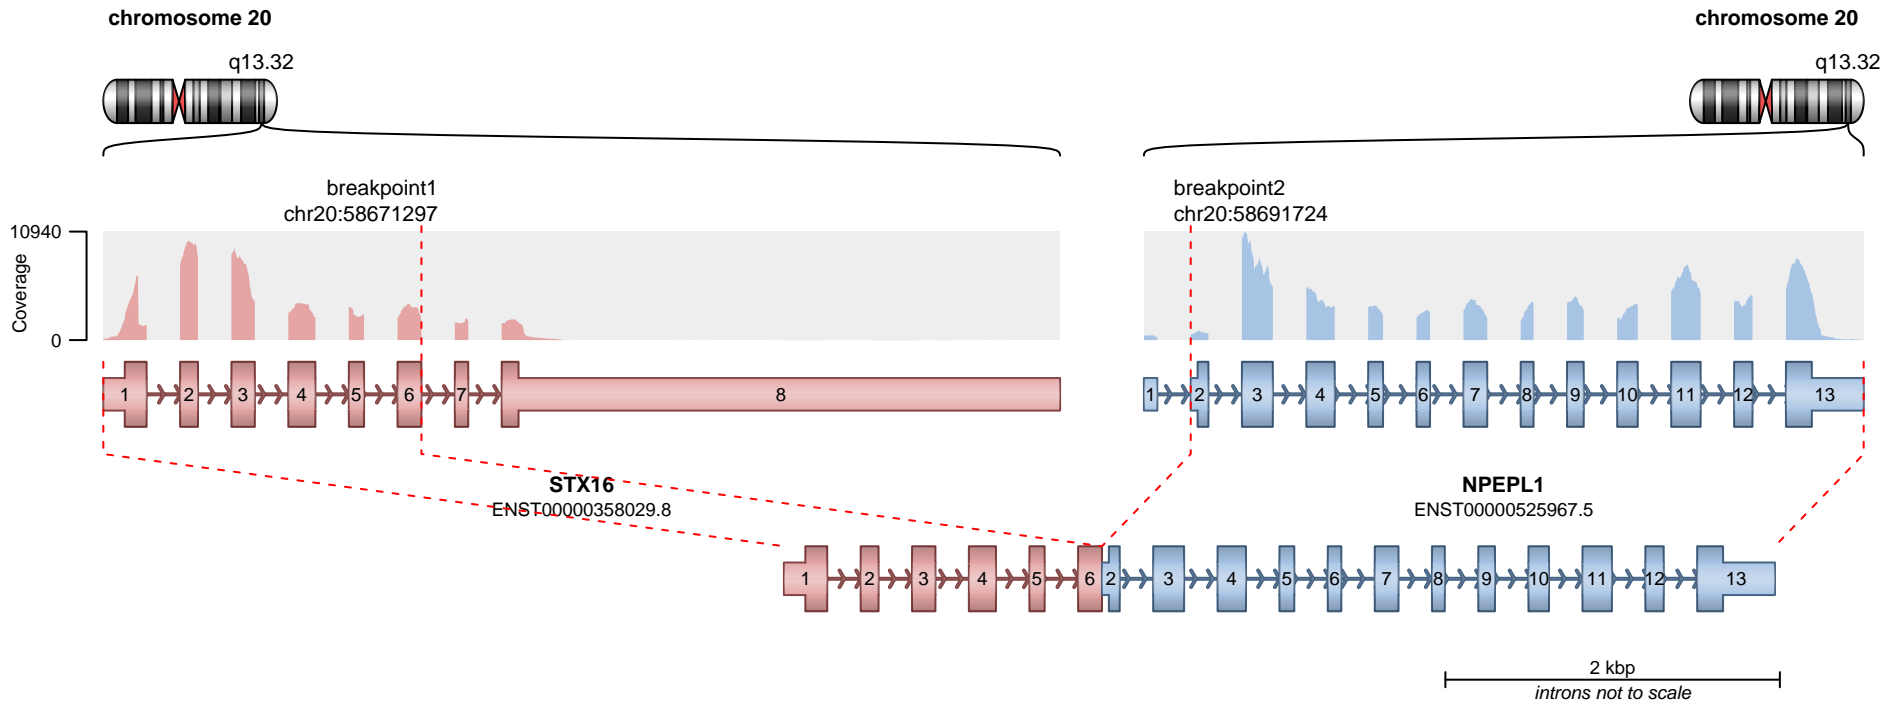 chromosome 20
chromosome 20
q13.32
q13.32
breakpoint1
chr20:58671297
breakpoint2
chr20:58691724
10940
Coverage
0
1 2 3 4 5 6 7 8
1 2 3 4 5 6 7 8 9 10 11 12 13
STX16
ENST00000358029.8
NPEPL1
ENST00000525967.5
1 2 3 4 5 6 2 3 4 5 6 7 8 9 10 11 12 13
2 kbp
introns not to scale